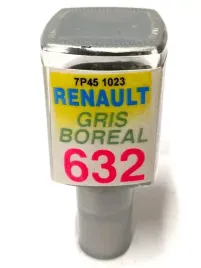 7P45 1023
RENAULT
GRIS
BOREAL
632